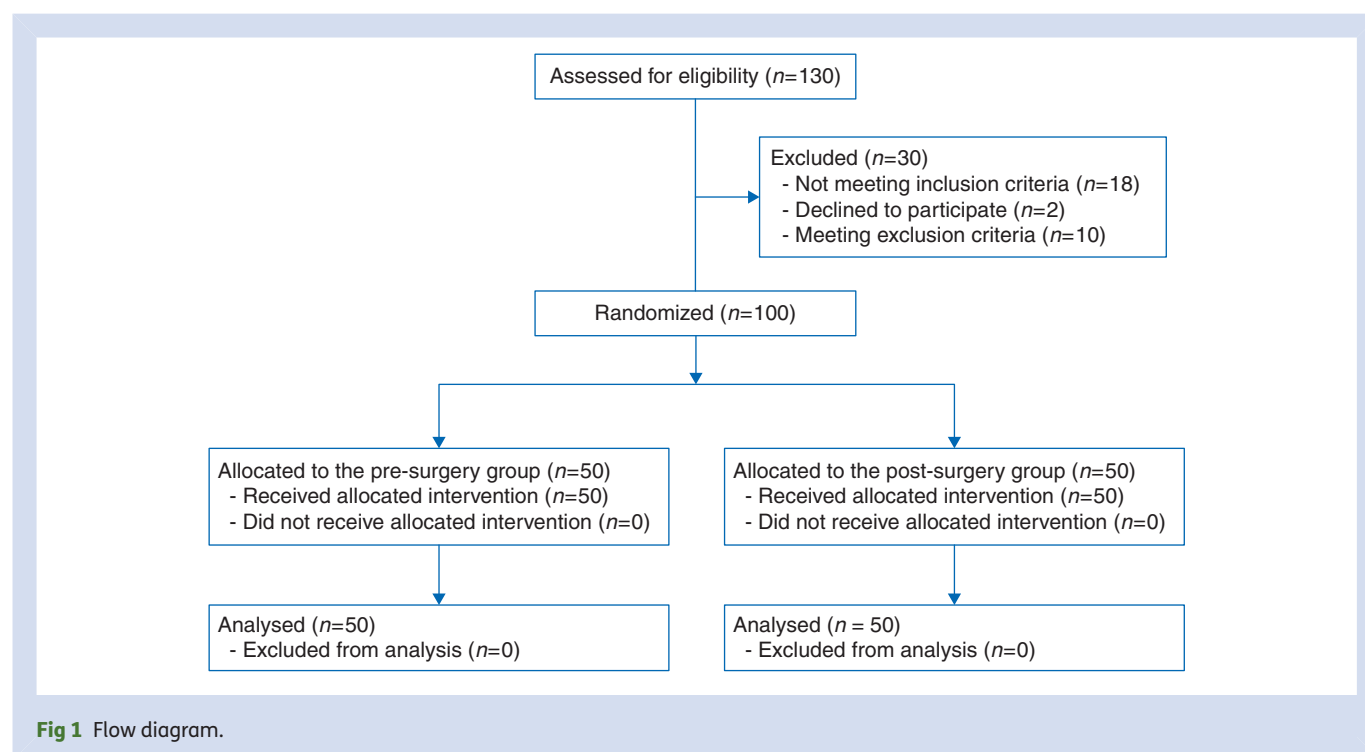 Assessed for eligibility (n=130)
Excluded (n=30)
- Not meeting inclusion criteria (n=18)
- Declined to participate (n=2)
- Meeting exclusion criteria (n=10)
Randomized (n=100)
Allocated to the pre-surgery group (n=50)
- Received allocated intervention (n=50)
- Did not receive allocated intervention (n=0)
Allocated to the post-surgery group (n=50)
- Received allocated intervention (n=50)
- Did not receive allocated intervention (n=0)
Analysed (n=50)
- Excluded from analysis (n=0)
Analysed (n = 50)
- Excluded from analysis (n=0)
Fig 1 Flow diagram.